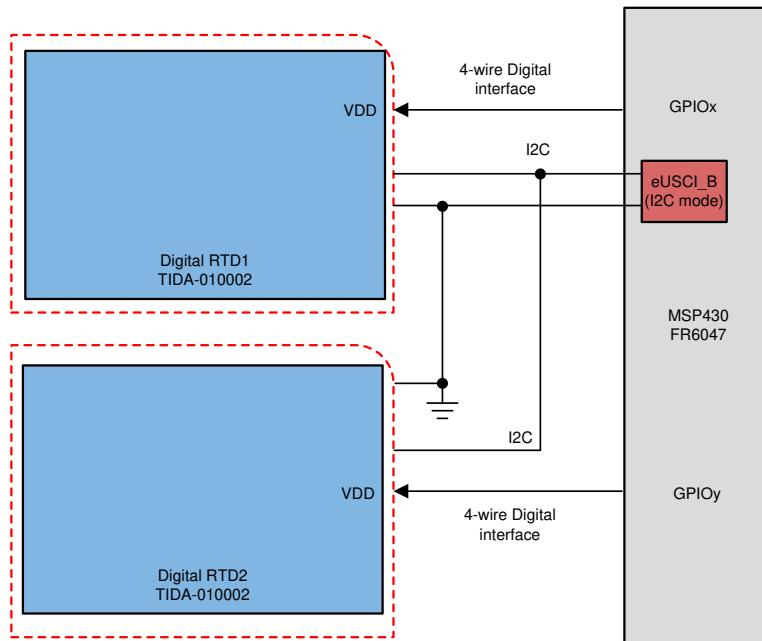 4-wire Digital
interface
VDD
GPIOx
I2C
eUSCI_B
(I2C mode)
Digital RTD1
TIDA-010002
MSP430
FR6047
I2C
VDD
GPIOy
4-wire Digital
interface
Digital RTD2
TIDA-010002